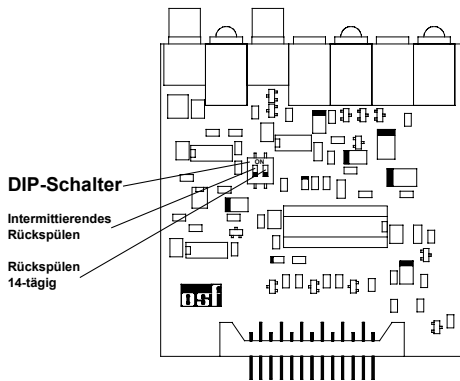 ON
DIP-Schalter
Intermittierendes
Rückspülen
Rückspülen
14-tägig
osf